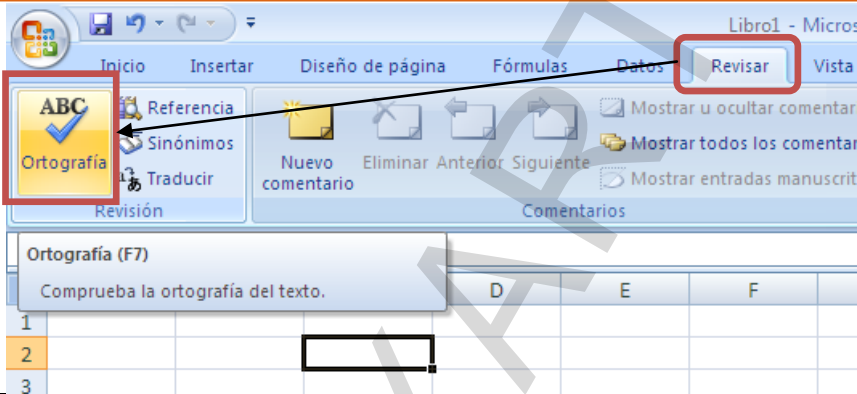 Libro1 - Micros
Inicio Insertar Diseño de página Fórmulas Datos Revisar Vista
ABC
Ortografía
Referencia
Sinónimos
Traducir
Revisión
Nuevo
comentario
Eliminar Anterior Siguiente
Mostrar u ocultar comentar
Mostrar todos los comentar
Mostrar entradas manuscrit
Comentarios
Ortografía (F7)
Comprueba la ortografía del texto.
D E F
1
2
3